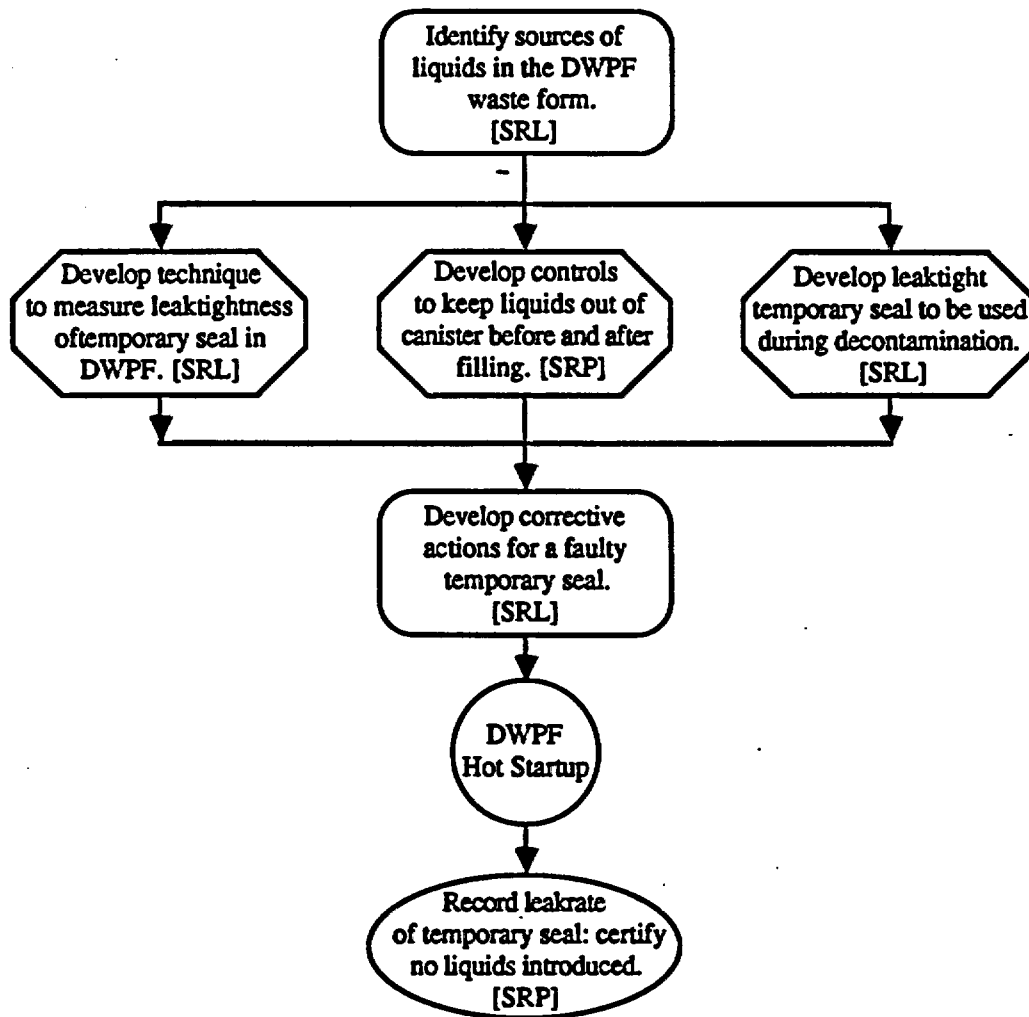 Identify sources of
liquids in the DWPF
waste form.
[SRL]
Develop technique
to measure leaktightness
oftemporary seal in
DWPF. [SRL]
Develop controls
to keep liquids out of
canister before and after
filling. [SRP]
Develop leaktight
temporary seal to be used
during decontamination.
[SRL]
Develop corrective
actions for a faulty
temporary seal.
[SRL]
DWPF
Hot Startup
Record leakrate
of temporary seal: certify
no liquids introduced.
[SRP]